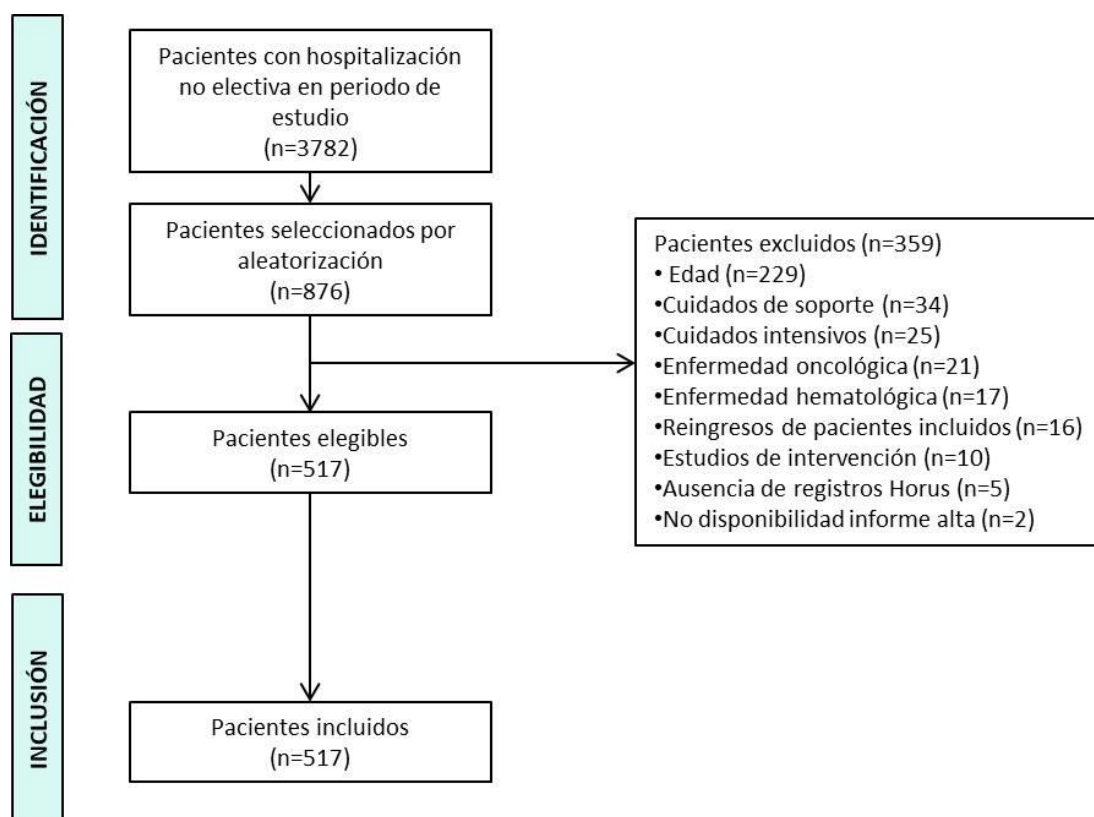 IDENTIFICACIÓN
Pacientes con hospitalización
no electiva en periodo de
estudio
(n=3782)
Pacientes seleccionados por
aleatorización
(n=876)
Pacientes excluidos (n=359)
• Edad (n=229)
•Cuidados de soporte (n=34)
•Cuidados intensivos (n=25)
•Enfermedad oncológica (n=21)
•Enfermedad hematológica (n=17)
•Reingresos de pacientes incluidos (n=16)
•Estudios de intervención (n=10)
•Ausencia de registros Horus (n=5)
•No disponibilidad informe alta (n=2)
ELEGIBILIDAD
Pacientes elegibles
(n=517)
INCLUSIÓN
Pacientes incluidos
(n=517)